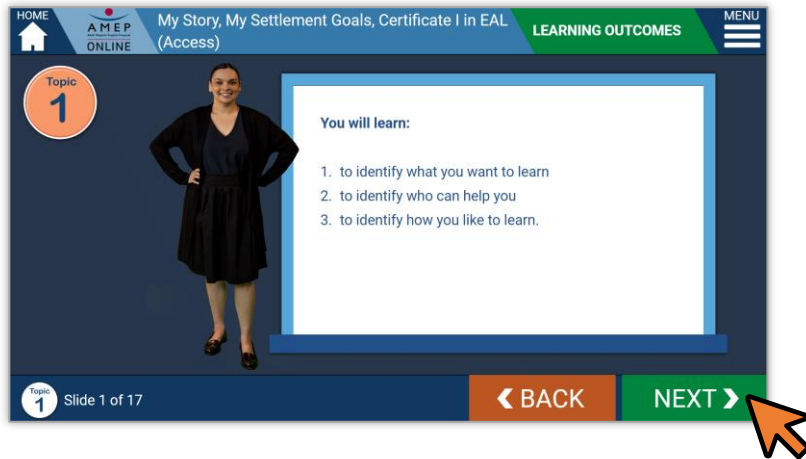 HOME
AMEP
ONLINE
My Story, My Settlement Goals, Certificate I in EAL
(Access)
LEARNING OUTCOMES
MENU
Topic
1
You will learn:
1. to identify what you want to learn
2. to identify who can help you
3. to identify how you like to learn.
Topic
1
Slide 1 of 17
BACK
NEXT